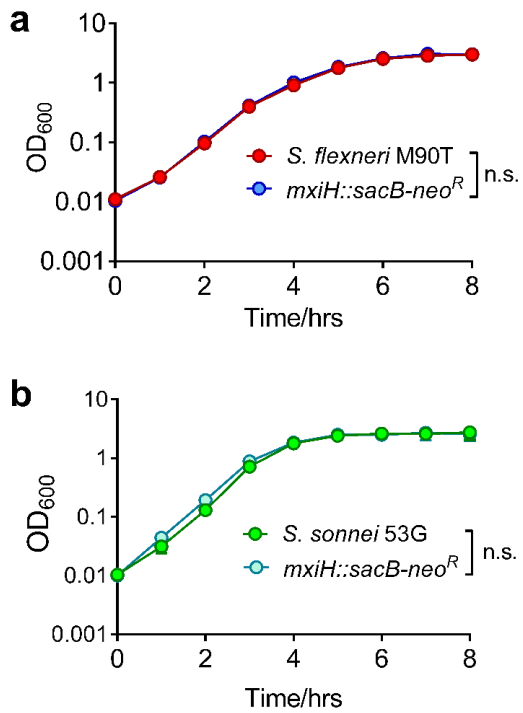 a
10
1
0.1
0.01
0.001
OD600
S. flexneri M90T
mxiH::sacB-neoR
n.s.
0 2 4 6 8
Time/hrs
b
10
1
0.1
0.01
0.001
OD600
S. sonnei 53G
mxiH::sacB-neoR
n.s.
0 2 4 6 8
Time/hrs